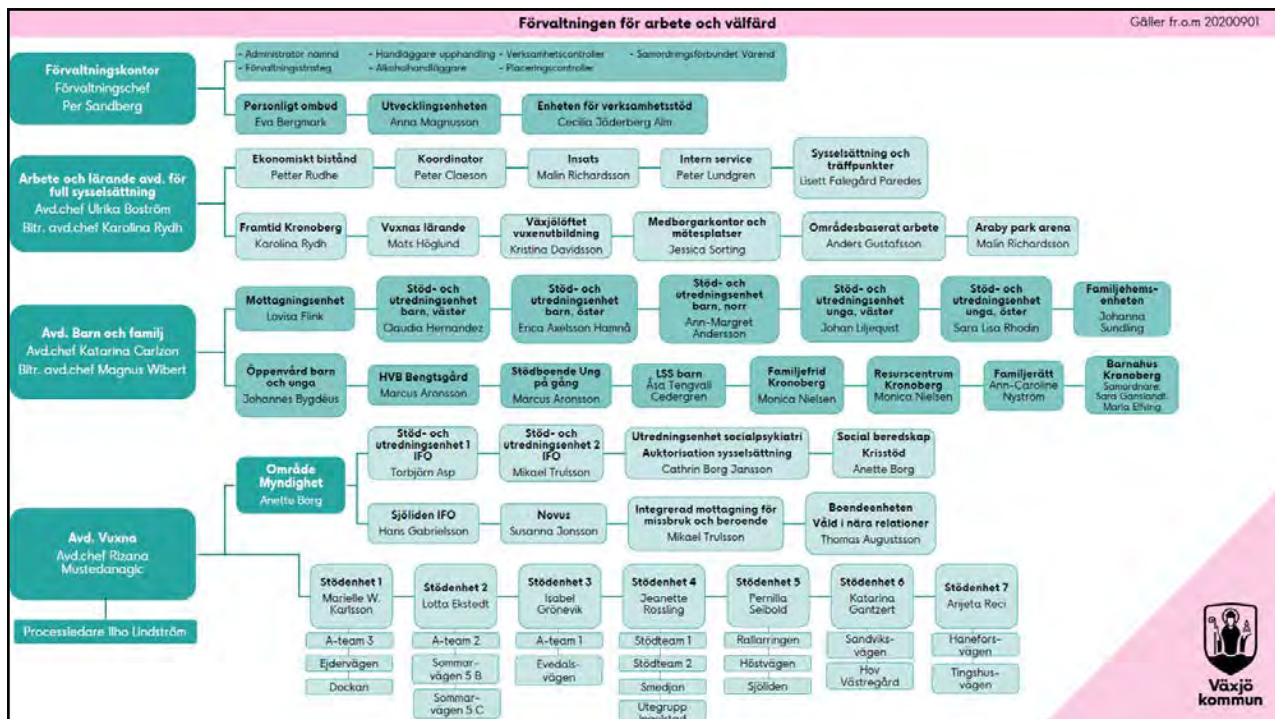 Förvaltningen för arbete och välfärd
Gäller fr.o.m 20200901
Förvaltningskontor
Förvaltningschef
Per Sandberg
- Administratör nämnd
- Handläggare upphandling
- Verksamhetscontroller
- Samordringsförbundet Värend
- Förvaltningsstrateg
- Alkoholhandläggare
- Placeringscontroller
Personligt ombud
Eva Bergmark
Utvecklingsenheten
Anna Magnusson
Enheten för verksamhetsstöd
Cecilia Jäderberg Alm
Arbete och lärande avd. för
full sysselsättning
Avd.chef Ulrika Boström
Bitr. avd.chef Karolina Rydh
Ekonomiskt bistånd
Petter Rudhe
Koordinator
Peter Claeson
Insats
Malin Richardsson
Intern service
Peter Lundgren
Sysselsättning och
träffpunkter
Lisett Falegård Paredes
Framtid Kronoberg
Karolina Rydh
Vuxnas lärande
Mats Höglund
Växjölöftet
vuxenutbildning
Kristina Davidsson
Medborgarkontor och
mötesplatser
Jessica Sorting
Områdesbaserat arbete
Anders Gustafsson
Araby park arena
Malin Richardsson
Avd. Barn och familj
Avd.chef Katarina Carlzon
Bitr. avd.chef Magnus Wibert
Mottagningsenhet
Lovisa Flink
Stöd- och
utredningsenhet
barn, väster
Claudia Hernandez
Stöd- och
utredningsenhet
barn, öster
Erica Axelsson Hamnå
Stöd- och
utredningsenhet
barn, norr
Ann-Margret
Andersson
Stöd- och
utredningsenhet
unga, väster
Johan Liljequist
Stöd- och
utredningsenhet
unga, öster
Sara Lisa Rhodin
Familjehems-
enheten
Johanna
Sundling
Öppenvård barn
och unga
Johannes Bygdéus
HVB Bengtsgård
Marcus Aronsson
Stödboende Ung
på gång
Marcus Aronsson
LSS barn
Åsa Tengvall
Cedergren
Familjefrid
Kronoberg
Monica Nielsen
Resurscentrum
Kronoberg
Monica Nielsen
Familjerätt
Ann-Caroline
Nyström
Barnahus
Kronoberg
Samordnare:
Sara Ganslandt,
Maria Elfving
Avd. Vuxna
Avd.chef Rizana
Mustedanagic
Processledare Ilho Lindström
Område
Myndighet
Anette Borg
Stöd- och
utredningsenhet 1
IFO
Torbjörn Asp
Stöd- och
utredningsenhet 2
IFO
Mikael Trulsson
Utredningsenhet socialpsykiatri
Auktorisation sysselsättning
Cathrin Borg Jansson
Social beredskap
Krisstöd
Anette Borg
Sjöliden IFO
Hans Gabrielsson
Novus
Susanna Jonsson
Integrerad mottagning för
missbruk och beroende
Mikael Trulsson
Boendeenheten
Våld i nära relationer
Thomas Augustsson
Stödenhet 1
Marielle W.
Karlsson
Stödenhet 2
Lotta Ekstedt
Stödenhet 3
Isabel
Grönevik
Stödenhet 4
Jeanette
Rossling
Stödenhet 5
Pernilla
Seibold
Stödenhet 6
Katarina
Gantzert
Stödenhet 7
Anjeta Reci
A-team 3
Ejdervägen
Dockan
A-team 2
Sommar-
vägen 5 B
Sommar-
vägen 5 C
A-team 1
Evedals-
vägen
Stödteam 1
Stödteam 2
Smedjan
Utegrupp
Rallarringen
Höstvägen
Sjöliden
Sandviks-
vägen
Hov
Västregård
Hanefors-
vägen
Tingshus-
vägen
Växjö
kommun